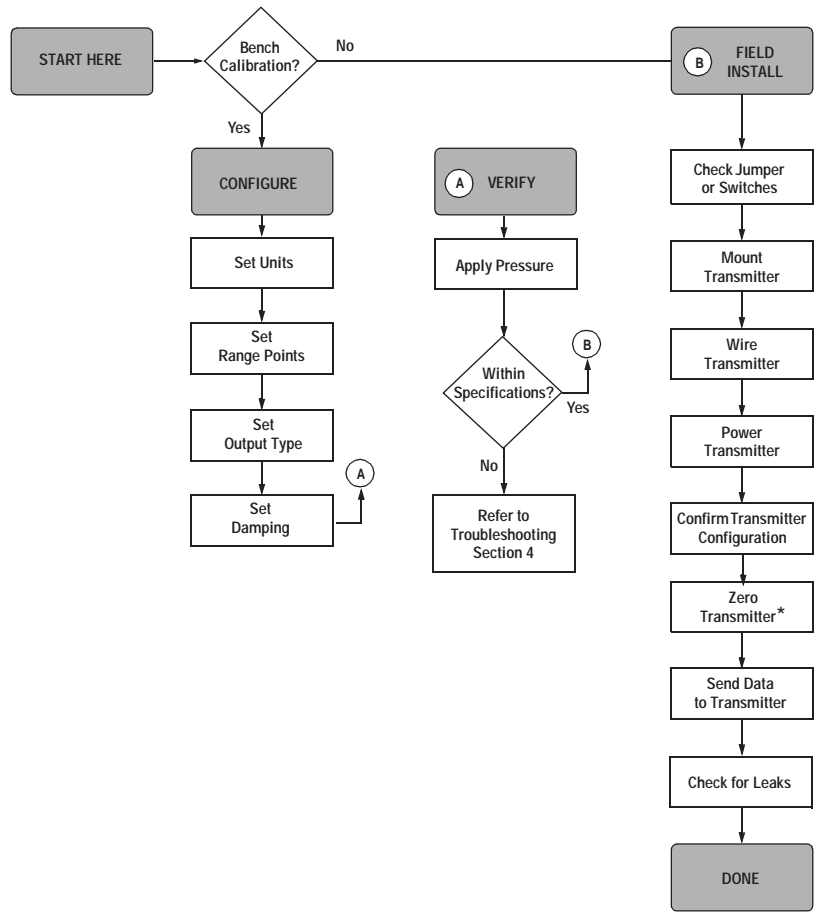 START HERE
Bench
Calibration?
No
Yes
CONFIGURE
Set Units
Set
Range Points
Set
Output Type
Set
Damping
A
A VERIFY
Apply Pressure
Within
Specifications?
B
Yes
No
Refer to
Troubleshooting
Section 4
B FIELD
INSTALL
Check Jumper
or Switches
Mount
Transmitter
Wire
Transmitter
Power
Transmitter
Confirm Transmitter
Configuration
Zero
Transmitter*
Send Data
to Transmitter
Check for Leaks
DONE